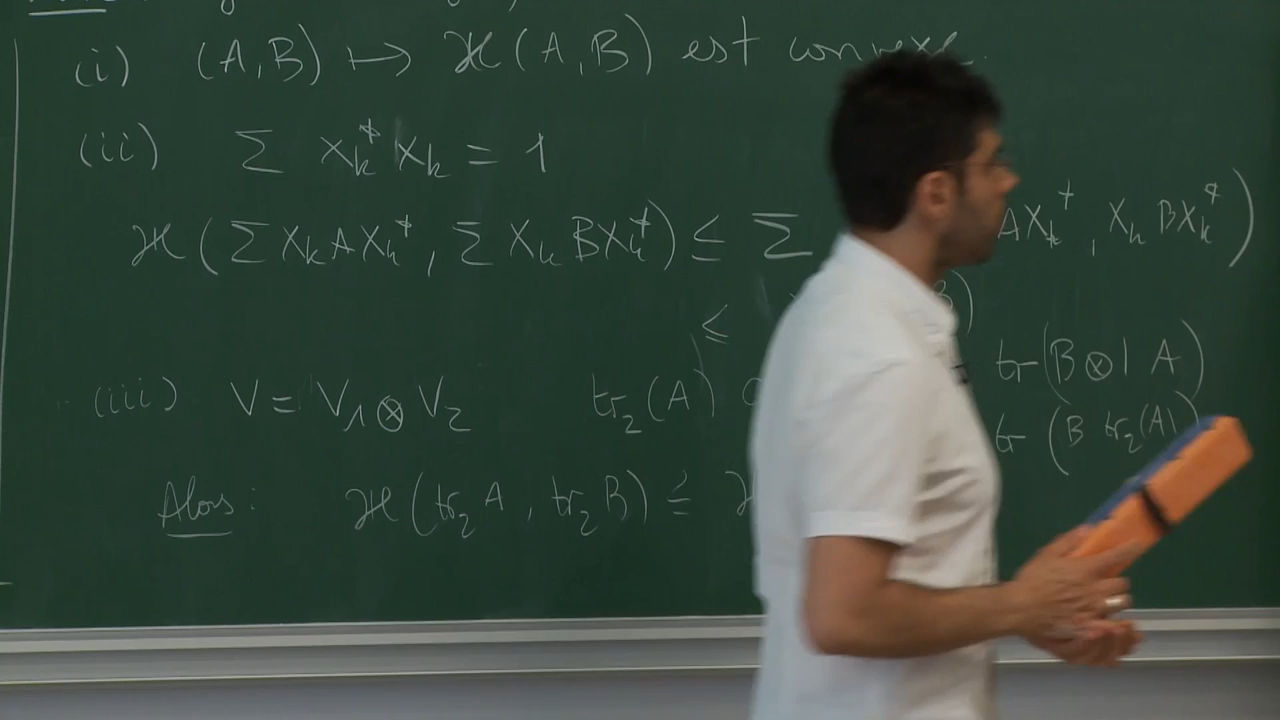 (i) (A,B) ↦ ℋ(A,B) est convexe.
(ii) Σ X_k^* X_k = 1
ℋ(Σ X_k A X_k^*, Σ X_k B X_k^*) ≤ Σ A X_k^*, X_k B X_k^*)
≤ B)
(iii) V = V_1 ⊗ V_2 tr_2(A) tr(B ⊗ 1 A)
tr (B tr_2(A))
Alors : ℋ(tr_2 A, tr_2 B) ≤ ℋ